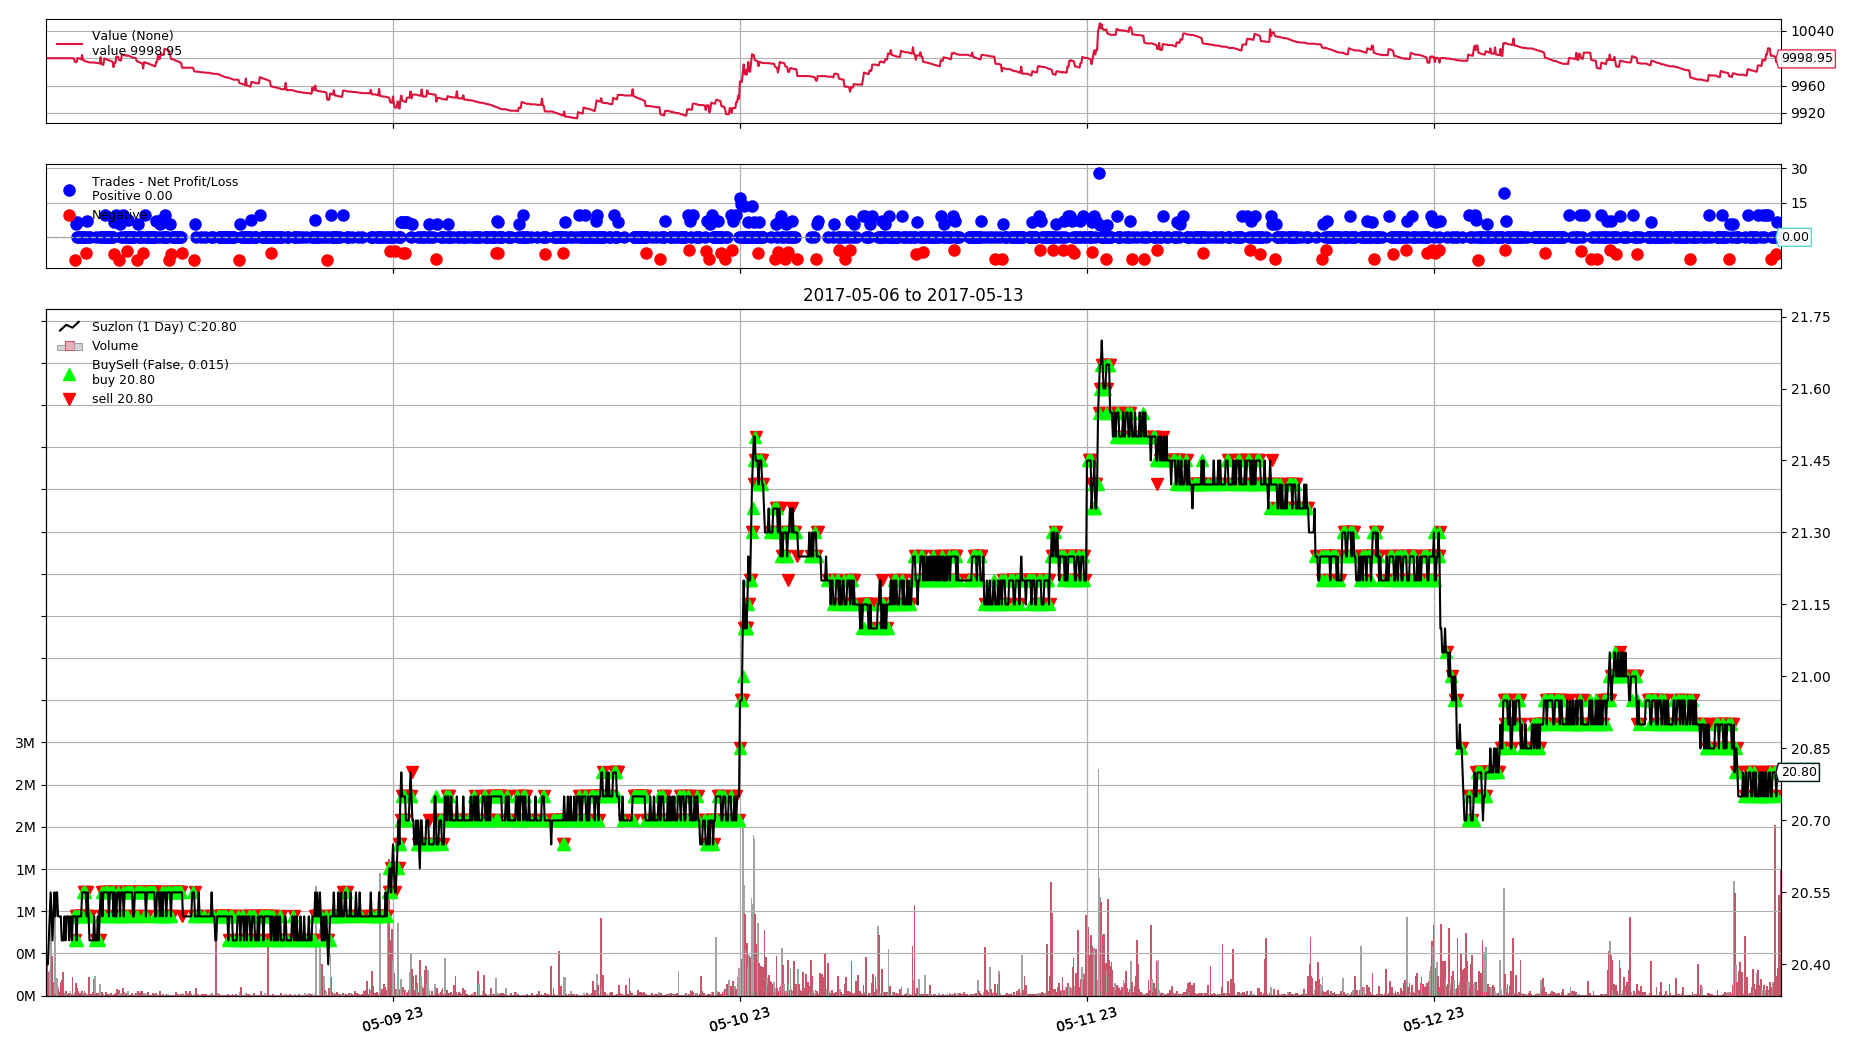 Value (None)
value 9998.95
10040
9998.95
9960
9920
Trades - Net Profit/Loss
Positive 0.00
Negative
30
15
0.00
2017-05-06 to 2017-05-13
Suzlon (1 Day) C:20.80
Volume
BuySell (False, 0.015)
buy 20.80
sell 20.80
21.75
21.60
21.45
21.30
21.15
21.00
20.85
20.80
20.70
20.55
20.40
3M
2M
2M
1M
1M
0M
0M
05-09 23
05-10 23
05-11 23
05-12 23